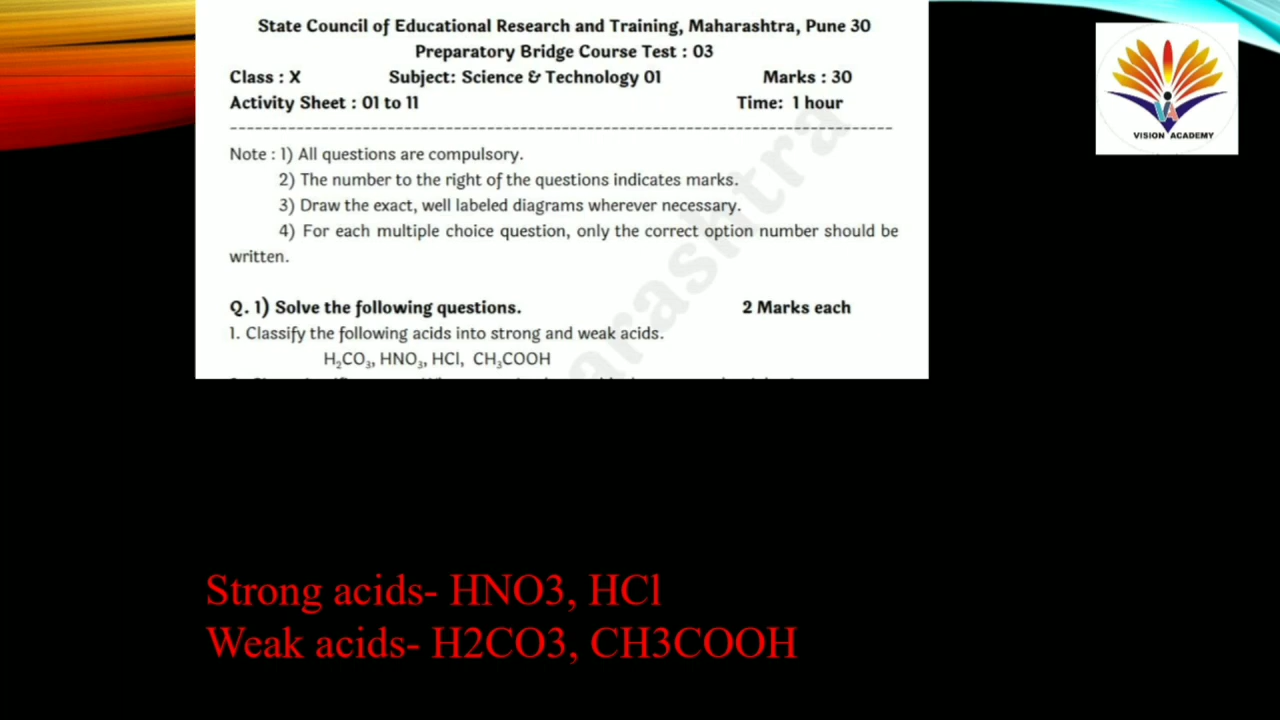 State Council of Educational Research and Training, Maharashtra, Pune 30
Preparatory Bridge Course Test : 03
Class : X Subject: Science & Technology 01 Marks : 30
Activity Sheet : 01 to 11 Time: 1 hour
Note : 1) All questions are compulsory.
2) The number to the right of the questions indicates marks.
3) Draw the exact, well labeled diagrams wherever necessary.
4) For each multiple choice question, only the correct option number should be
written.
Q. 1) Solve the following questions. 2 Marks each
1. Classify the following acids into strong and weak acids.
H₂CO₃, HNO₃, HCl, CH₃COOH
arashtra
VISION ACADEMY
Strong acids- HNO3, HCl
Weak acids- H2CO3, CH3COOH